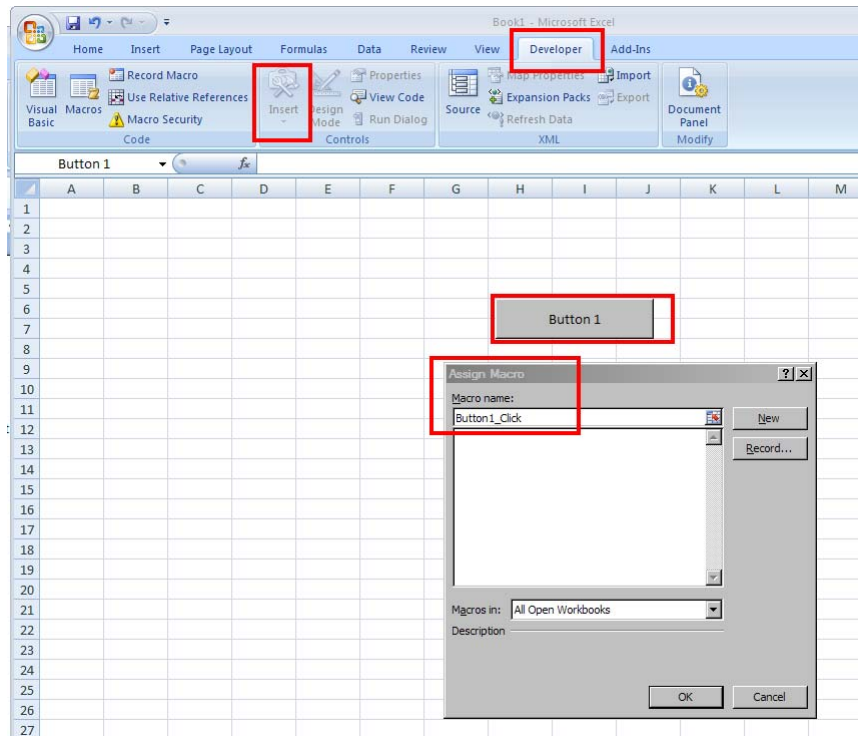 Book1 - Microsoft Excel
Home Insert Page Layout Formulas Data Review View Developer Add-Ins
Visual Basic
Macros
Record Macro
Use Relative References
Macro Security
Code
Insert
Design Mode
Properties
View Code
Run Dialog
Controls
Source
Map Properties
Expansion Packs
Refresh Data
Import
Export
XML
Document Panel
Modify
Button 1 fx
A B C D E F G H I J K L M
1
2
3
4
5
6
7
8
9
10
11
12
13
14
15
16
17
18
19
20
21
22
23
24
25
26
27
Button 1
Assign Macro ? X
Macro name:
Button1_Click
New
Record...
Macros in: All Open Workbooks
Description
OK Cancel